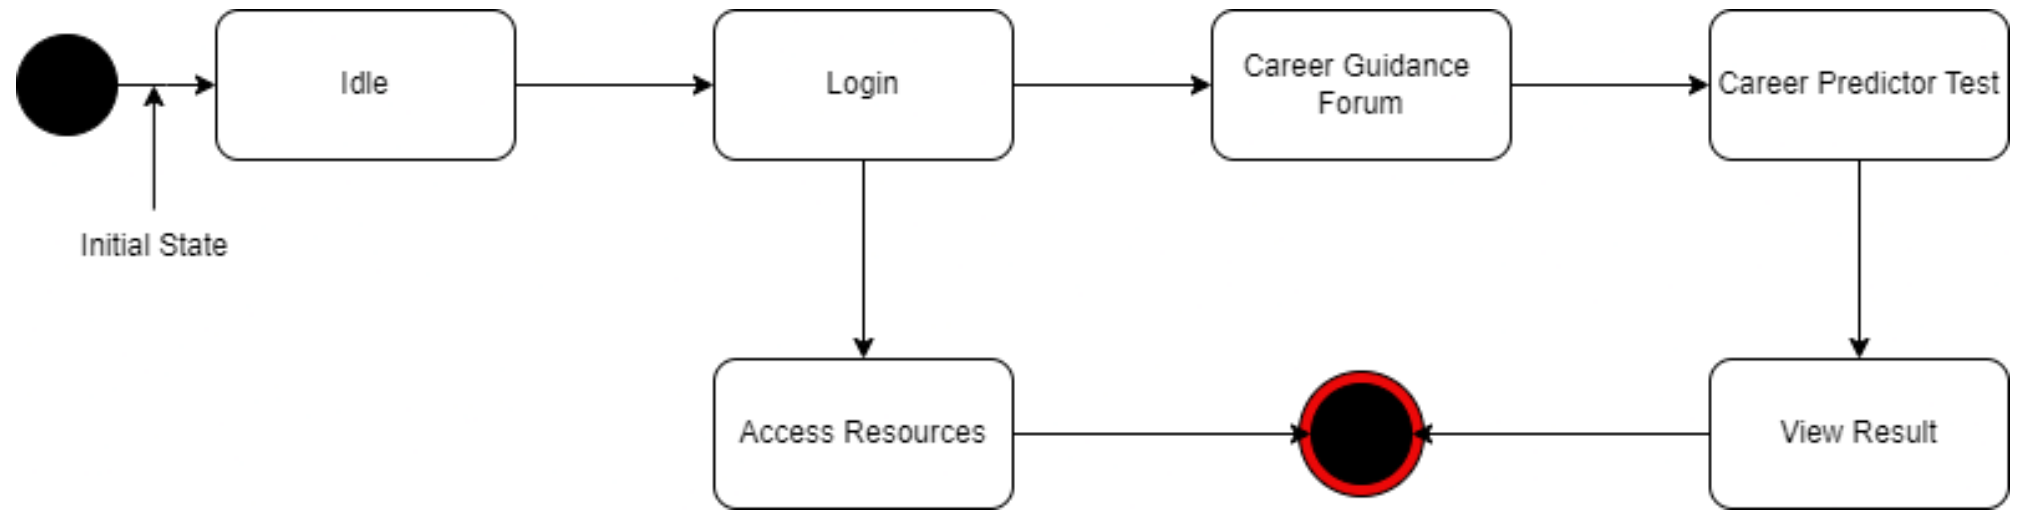 Idle
Login
Career Guidance
Forum
Career Predictor Test
Initial State
Access Resources
View Result